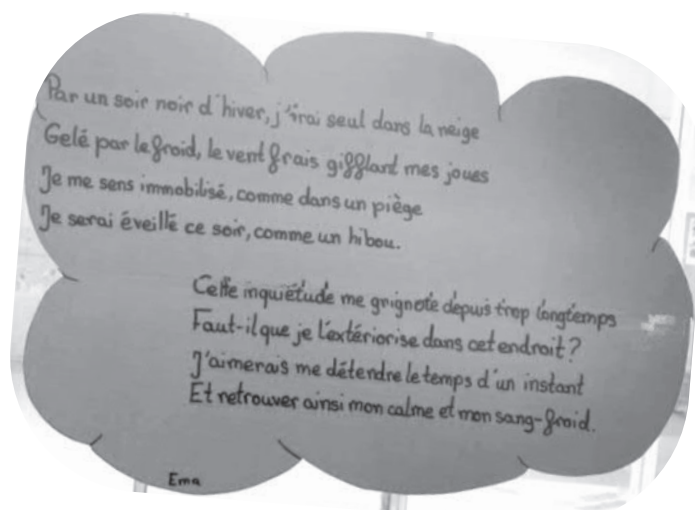 Par un soir noir d'hiver, j'irai seul dans la neige
Gelé par le froid, le vent frais gifflant mes joues
Je me sens immobilisé, comme dans un piège
Je serai éveillé ce soir, comme un hibou.
Cette inquiétude me grignote depuis trop longtemps
Faut-il que je l'extériorise dans cet endroit?
J'aimerais me détendre le temps d'un instant
Et retrouver ainsi mon calme et mon sang-froid.
Ema